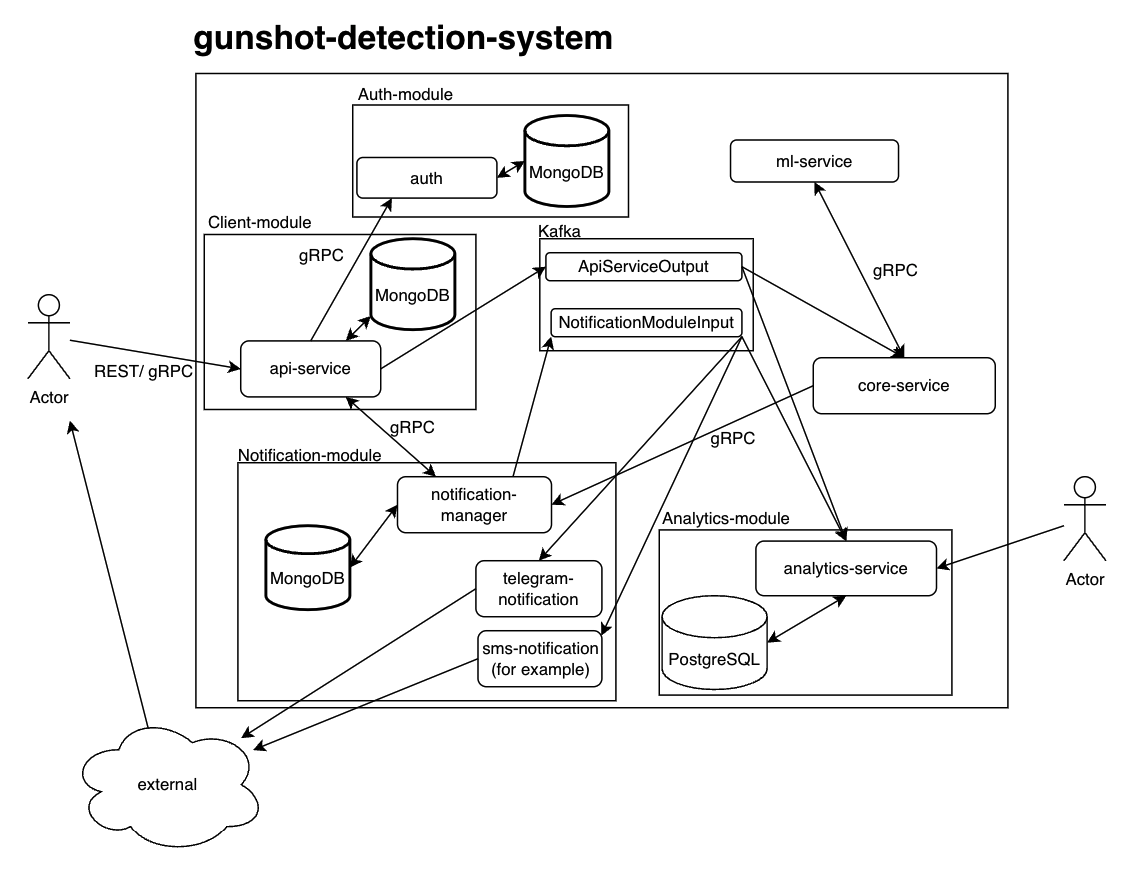 gunshot-detection-system
Auth-module
MongoDB
auth
ml-service
Client-module
gRPC
MongoDB
api-service
Kafka
ApiServiceOutput
NotificationModuleInput
gRPC
core-service
REST/ gRPC
Actor
gRPC
gRPC
Notification-module
notification-
manager
MongoDB
telegram-
notification
sms-notification
(for example)
Analytics-module
analytics-service
PostgreSQL
Actor
external